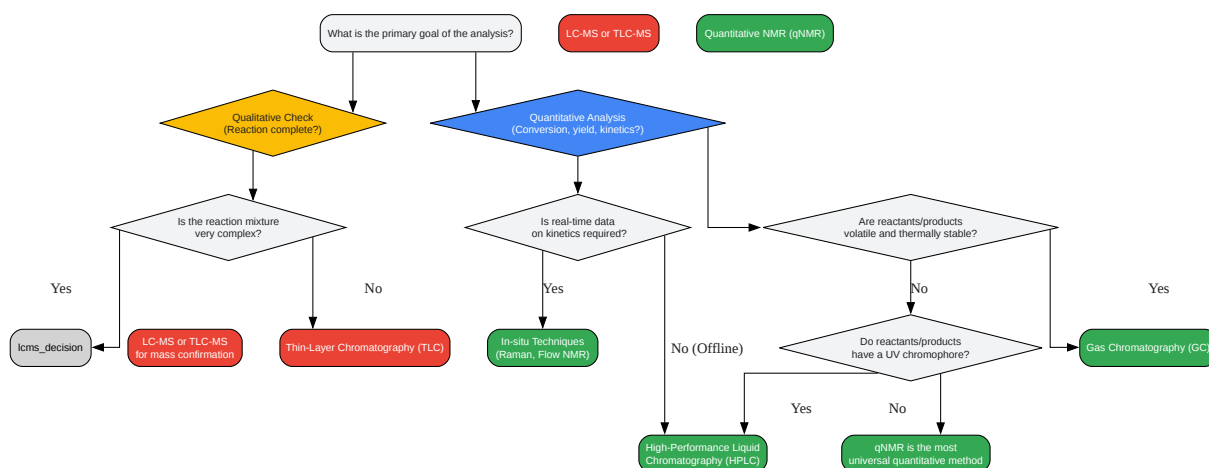 What is the primary goal of the analysis?
LC-MS or TLC-MS
Quantitative NMR (qNMR)
Qualitative Check
(Reaction complete?)
Quantitative Analysis
(Conversion, yield, kinetics?)
Is the reaction mixture
very complex?
Is real-time data
on kinetics required?
Are reactants/products
volatile and thermally stable?
Yes
No
Yes
No
Yes
lcms_decision
LC-MS or TLC-MS
for mass confirmation
Thin-Layer Chromatography (TLC)
In-situ Techniques
(Raman, Flow NMR)
No (Offline)
Do reactants/products
have a UV chromophore?
Gas Chromatography (GC)
Yes
No
High-Performance Liquid
Chromatography (HPLC)
qNMR is the most
universal quantitative method